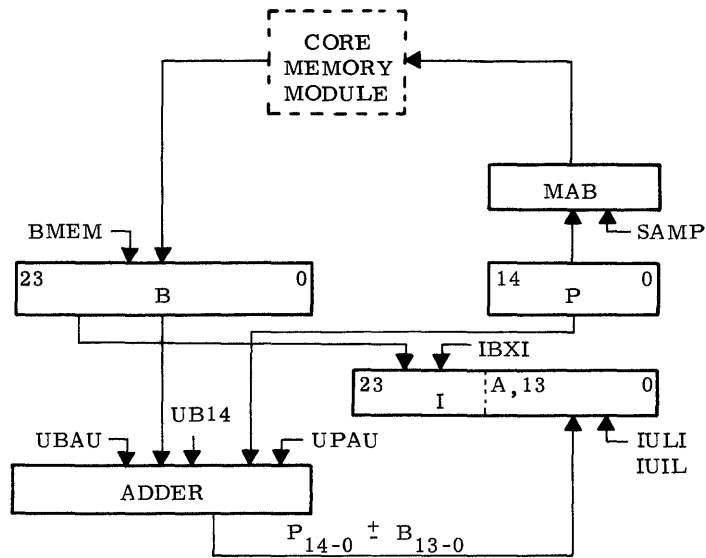 CORE
MEMORY
MODULE
MAB
BMEM
SAMP
23 B 0
14 P 0
IBXI
23 I A,13 0
UB14
UBAU
UPAU
IULI
IUIL
ADDER
P14-0 ± B13-0